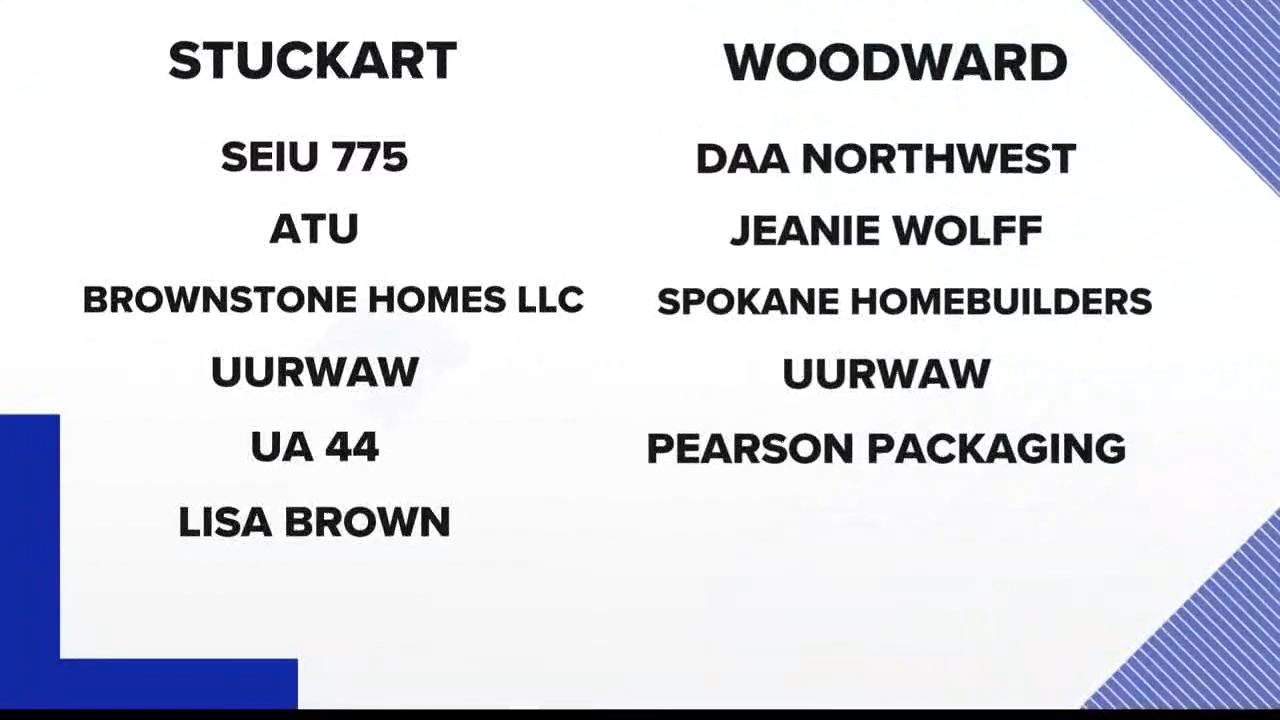 STUCKART
SEIU 775
ATU
BROWNSTONE HOMES LLC
UURWAW
UA 44
LISA BROWN
WOODWARD
DAA NORTHWEST
JEANIE WOLFF
SPOKANE HOMEBUILDERS
UURWAW
PEARSON PACKAGING